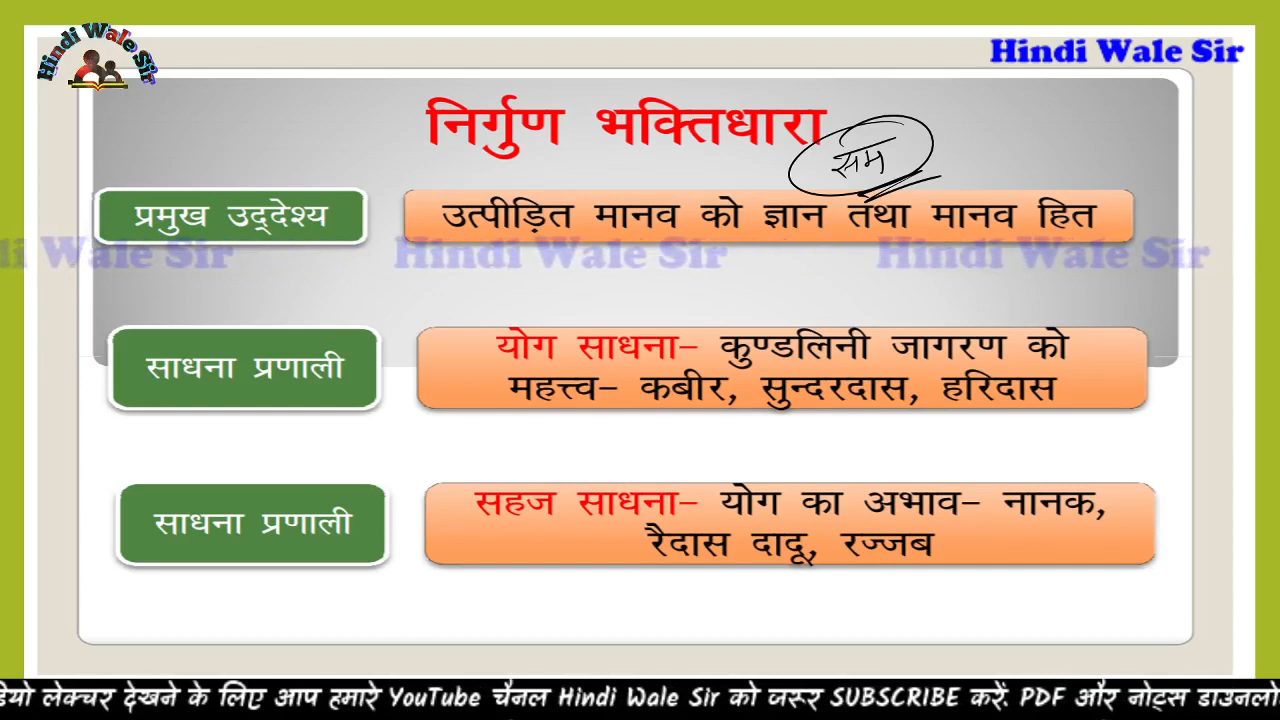 Hindi Wale Sir
Hindi Wale Sir
निर्गुण भक्तिधारा
सम
प्रमुख उद्‌देश्य
उत्पीड़ित मानव को ज्ञान तथा मानव हित
di Wale Sir
Hindi Wale Sir
Hindi Wale Sir
साधना प्रणाली
योग साधना– कुण्डलिनी जागरण को
महत्त्व– कबीर, सुन्दरदास, हरिदास
साधना प्रणाली
सहज साधना– योग का अभाव– नानक,
रैदास दादू, रज्जब
डियो लेक्चर देखने के लिए आप हमारे YouTube चैनल Hindi Wale Sir को जरूर SUBSCRIBE करें. PDF और नोट्स डाउनलो